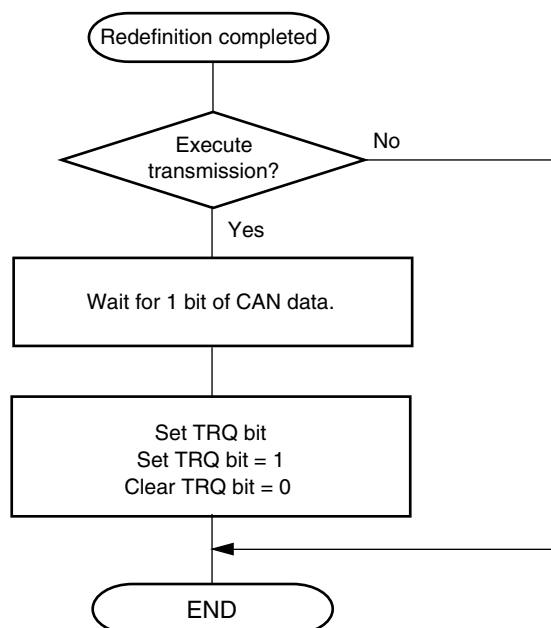 Redefinition completed
Execute
transmission?
No
Yes
Wait for 1 bit of CAN data.
Set TRQ bit
Set TRQ bit = 1
Clear TRQ bit = 0
END